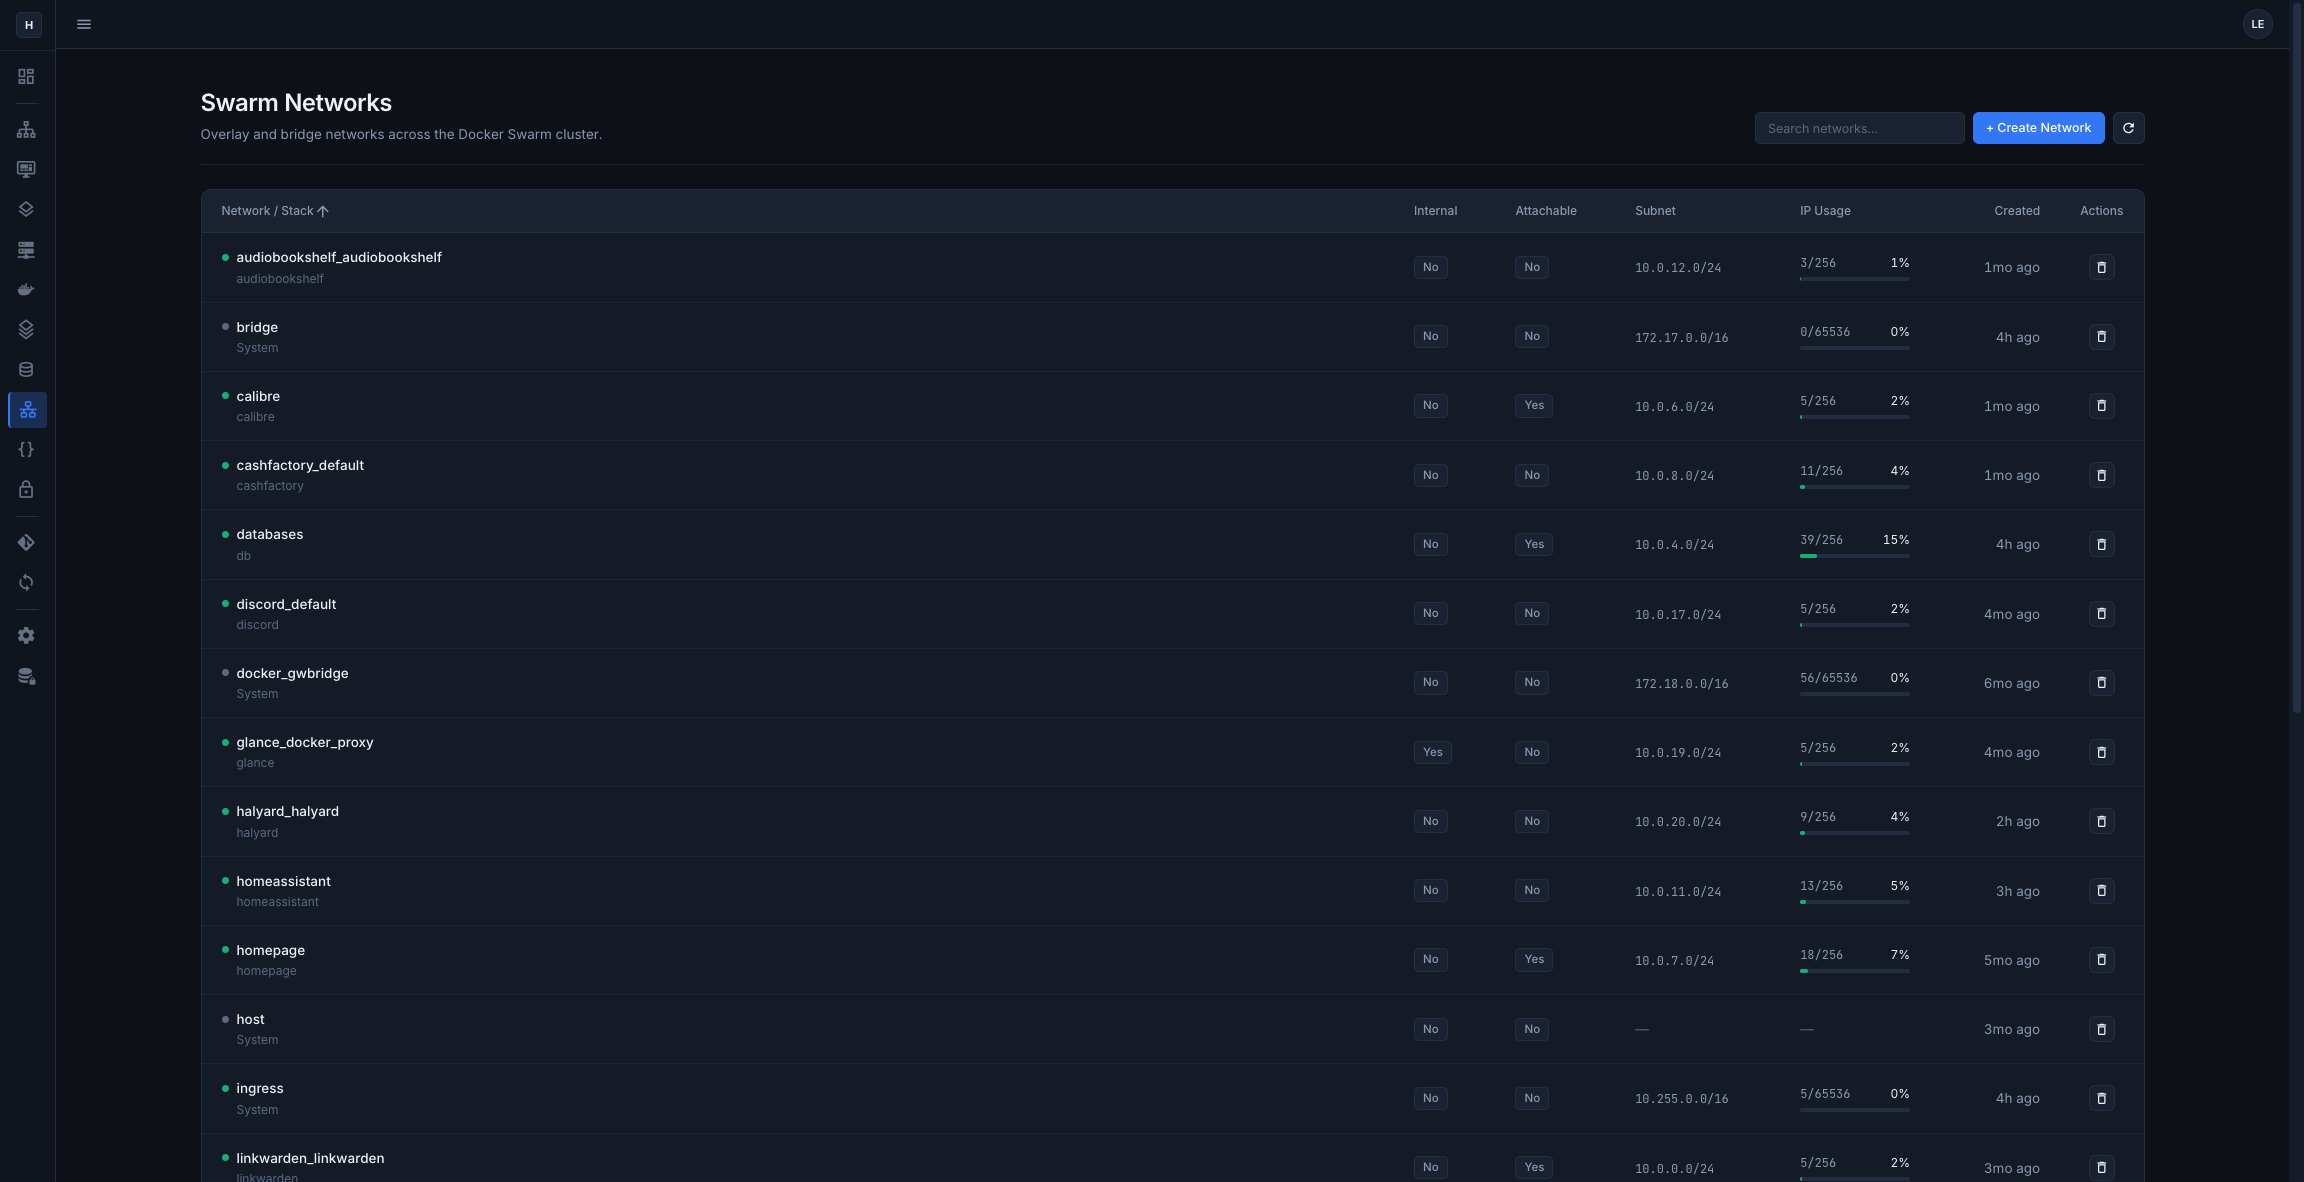 H
LE
Swarm Networks
Overlay and bridge networks across the Docker Swarm cluster.
Search networks...
+ Create Network
Network / Stack Internal Attachable Subnet IP Usage Created Actions
audiobookshelf_audiobookshelf
audiobookshelf
No No 10.0.12.0/24 3/256 1% 1mo ago
bridge
System
No No 172.17.0.0/16 0/65536 0% 4h ago
calibre
calibre
No Yes 10.0.6.0/24 5/256 2% 1mo ago
cashfactory_default
cashfactory
No No 10.0.8.0/24 11/256 4% 1mo ago
databases
db
No Yes 10.0.4.0/24 39/256 15% 4h ago
discord_default
discord
No No 10.0.17.0/24 5/256 2% 4mo ago
docker_gwbridge
System
No No 172.18.0.0/16 56/65536 0% 6mo ago
glance_docker_proxy
glance
Yes No 10.0.19.0/24 5/256 2% 4mo ago
halyard_halyard
halyard
No No 10.0.20.0/24 9/256 4% 2h ago
homeassistant
homeassistant
No No 10.0.11.0/24 13/256 5% 3h ago
homepage
homepage
No Yes 10.0.7.0/24 18/256 7% 5mo ago
host
System
No No — — 3mo ago
ingress
System
No No 10.255.0.0/16 5/65536 0% 4h ago
linkwarden_linkwarden
linkwarden
No Yes 10.0.0.0/24 5/256 2% 3mo ago